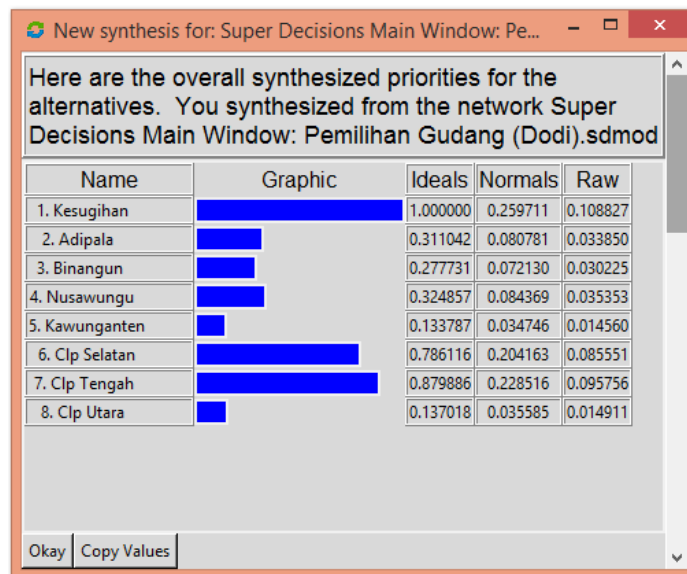 New synthesis for: Super Decisions Main Window: Pe...
Here are the overall synthesized priorities for the
alternatives. You synthesized from the network Super
Decisions Main Window: Pemilihan Gudang (Dodi).sdmod
Name Graphic Ideals Normals Raw
1. Kesugihan 1.000000 0.259711 0.108827
2. Adipala 0.311042 0.080781 0.033850
3. Binangun 0.277731 0.072130 0.030225
4. Nusawungu 0.324857 0.084369 0.035353
5. Kawunganten 0.133787 0.034746 0.014560
6. Clp Selatan 0.786116 0.204163 0.085551
7. Clp Tengah 0.879886 0.228516 0.095756
8. Clp Utara 0.137018 0.035585 0.014911
Okay Copy Values